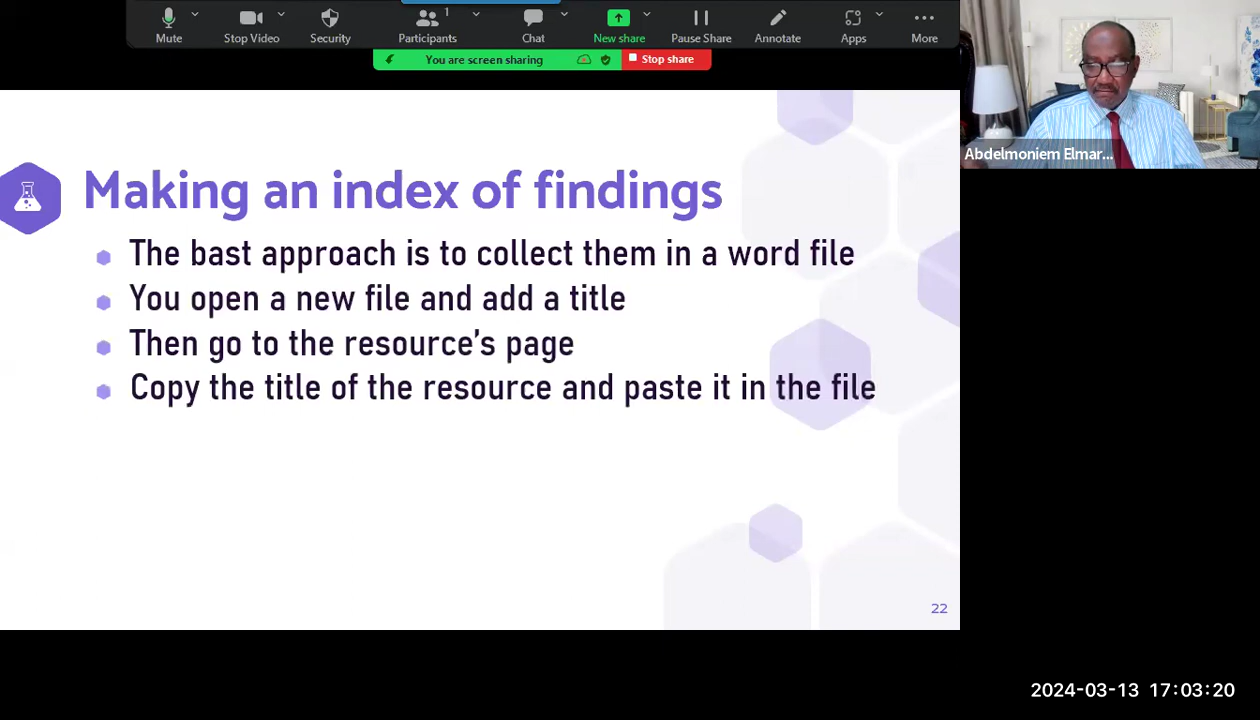 1
Mute
Stop Video
Security
Participants
Chat
New share
Pause Share
Annotate
Apps
More
You are screen sharing
Stop share
Abdelmoniem Elmar...
Making an index of findings
The bast approach is to collect them in a word file
You open a new file and add a title
Then go to the resource's page
Copy the title of the resource and paste it in the file
22
2024-03-13 17:03:20